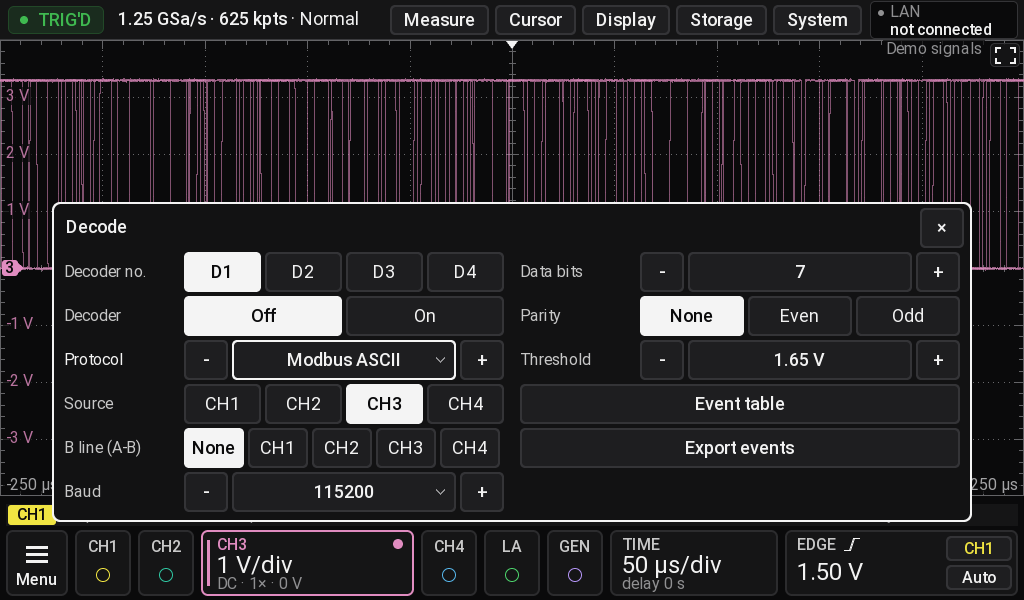 TRIG'D 1.25 GSa/s · 625 kpts · Normal Measure Cursor Display Storage System LAN
not connected
Demo signals
3 V
2 V
1 V
Decode ×
Decoder no. D1 D2 D3 D4 Data bits - 7 +
3
Decoder Off On Parity None Even Odd
-1 V
Protocol - Modbus ASCII + Threshold - 1.65 V +
-2 V
Source CH1 CH2 CH3 CH4 Event table
-3 V
B line (A-B) None CH1 CH2 CH3 CH4 Export events
-250 µs Baud - 115200 + 250 µs
CH1
Menu
CH1
CH2
CH3
1 V/div
DC · 1× · 0 V
CH4
LA
GEN
TIME
50 µs/div
delay 0 s
EDGE
1.50 V
CH1
Auto